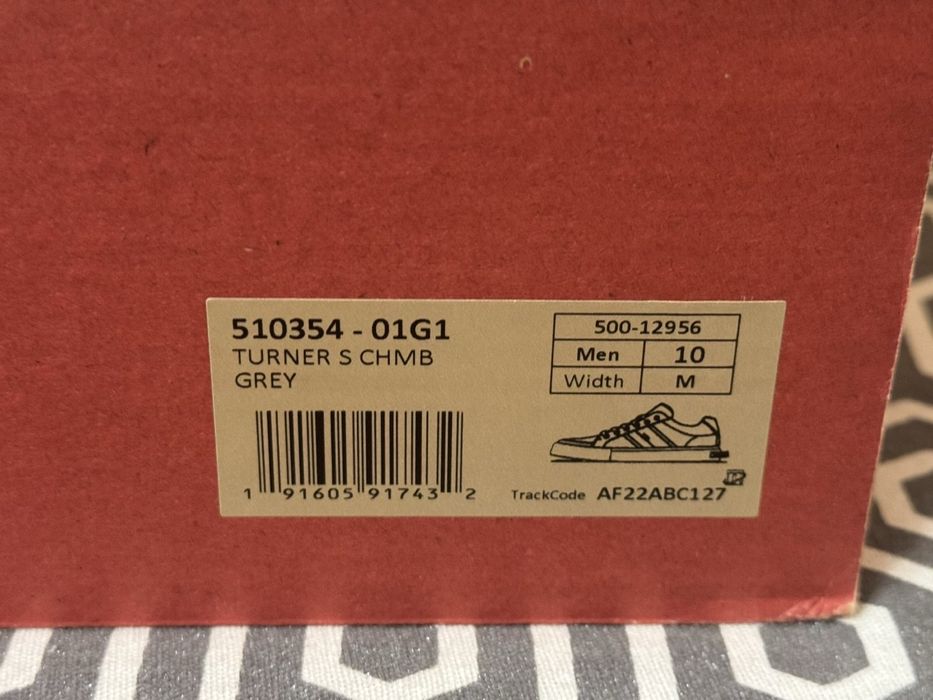 510354 - 01G1
TURNER S CHMB
GREY
1 91605 91743 2
500-12956
Men 10
Width M
TrackCode AF22ABC127